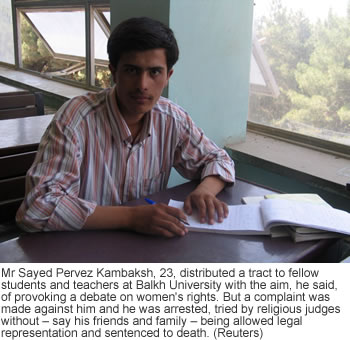 Mr Sayed Pervez Kambaksh, 23, distributed a tract to fellow
students and teachers at Balkh University with the aim, he said,
of provoking a debate on women's rights. But a complaint was
made against him and he was arrested, tried by religious judges
without – say his friends and family – being allowed legal
representation and sentenced to death. (Reuters)